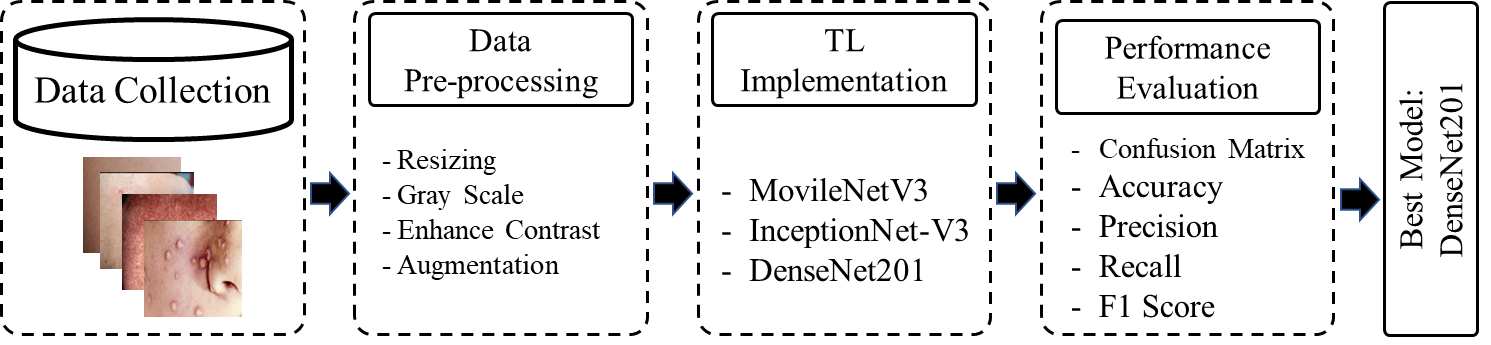 Data Collection
Data
Pre-processing
- Resizing
- Gray Scale
- Enhance Contrast
- Augmentation
TL
Implementation
- MovileNetV3
- InceptionNet-V3
- DenseNet201
Performance
Evaluation
- Confusion Matrix
- Accuracy
- Precision
- Recall
- F1 Score
Best Model:
DenseNet201